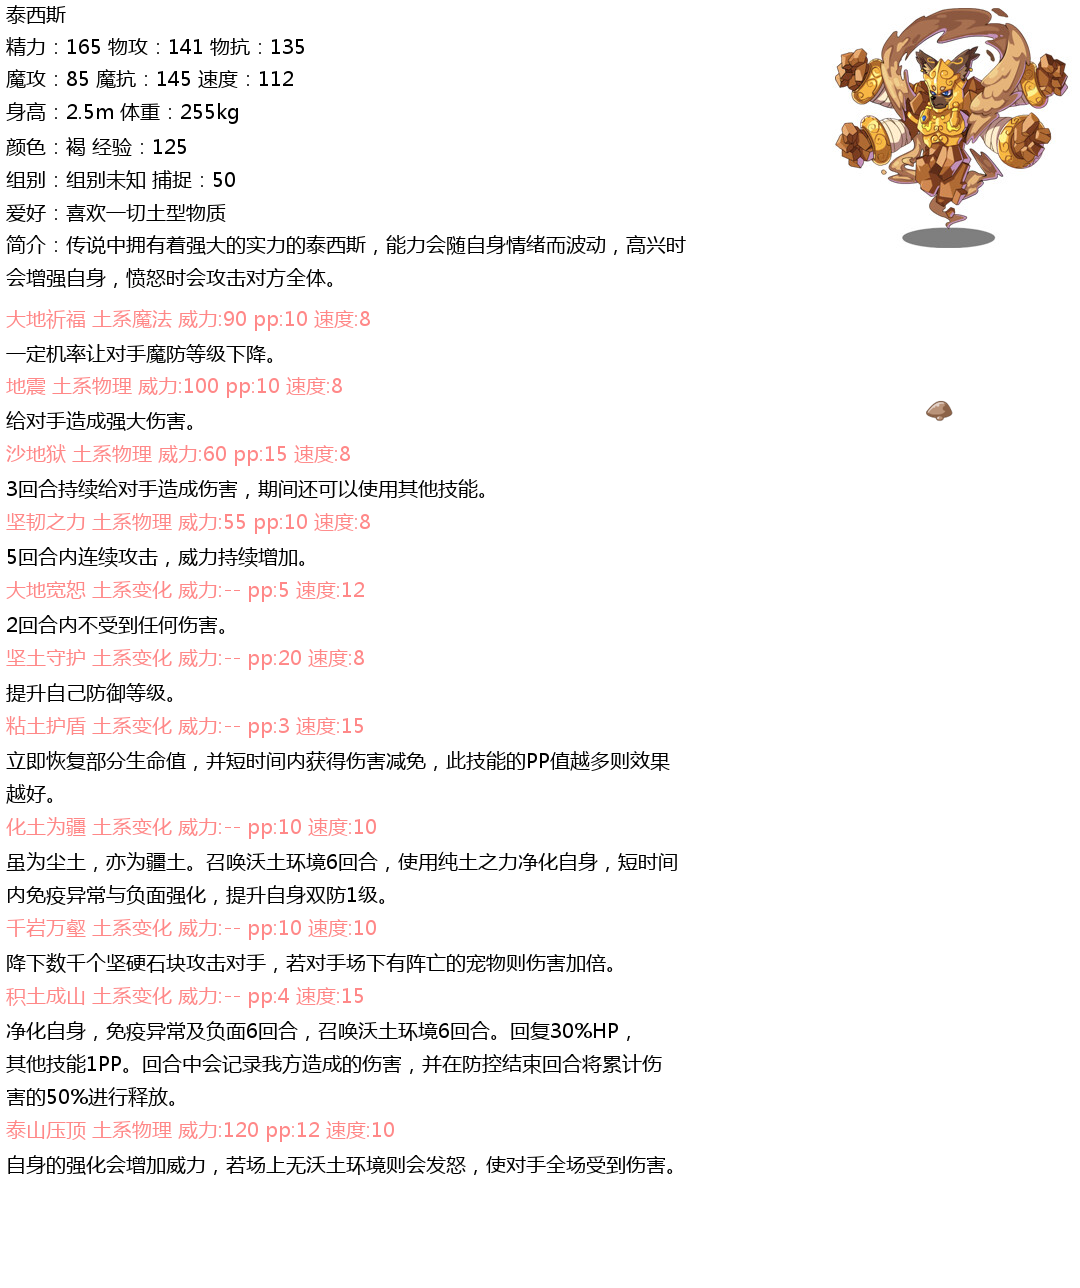 泰西斯
精力：165 物攻：141 物抗：135
魔攻：85 魔抗：145 速度：112
身高：2.5m 体重：255kg
颜色：褐 经验：125
组别：组别未知 捕捉：50
爱好：喜欢一切土型物质
简介：传说中拥有着强大的实力的泰西斯，能力会随自身情绪而波动，高兴时
会增强自身，愤怒时会攻击对方全体。
大地祈福 土系魔法 威力:90 pp:10 速度:8
一定机率让对手魔防等级下降。
地震 土系物理 威力:100 pp:10 速度:8
给对手造成强大伤害。
沙地狱 土系物理 威力:60 pp:15 速度:8
3回合持续给对手造成伤害，期间还可以使用其他技能。
坚韧之力 土系物理 威力:55 pp:10 速度:8
5回合内连续攻击，威力持续增加。
大地宽恕 土系变化 威力:-- pp:5 速度:12
2回合内不受到任何伤害。
坚土守护 土系变化 威力:-- pp:20 速度:8
提升自己防御等级。
粘土护盾 土系变化 威力:-- pp:3 速度:15
立即恢复部分生命值，并短时间内获得伤害减免，此技能的PP值越多则效果
越好。
化土为疆 土系变化 威力:-- pp:10 速度:10
虽为尘土，亦为疆土。召唤沃土环境6回合，使用纯土之力净化自身，短时间
内免疫异常与负面强化，提升自身双防1级。
千岩万壑 土系变化 威力:-- pp:10 速度:10
降下数千个坚硬石块攻击对手，若对手场下有阵亡的宠物则伤害加倍。
积土成山 土系变化 威力:-- pp:4 速度:15
净化自身，免疫异常及负面6回合，召唤沃土环境6回合。回复30%HP，
其他技能1PP。回合中会记录我方造成的伤害，并在防控结束回合将累计伤
害的50%进行释放。
泰山压顶 土系物理 威力:120 pp:12 速度:10
自身的强化会增加威力，若场上无沃土环境则会发怒，使对手全场受到伤害。